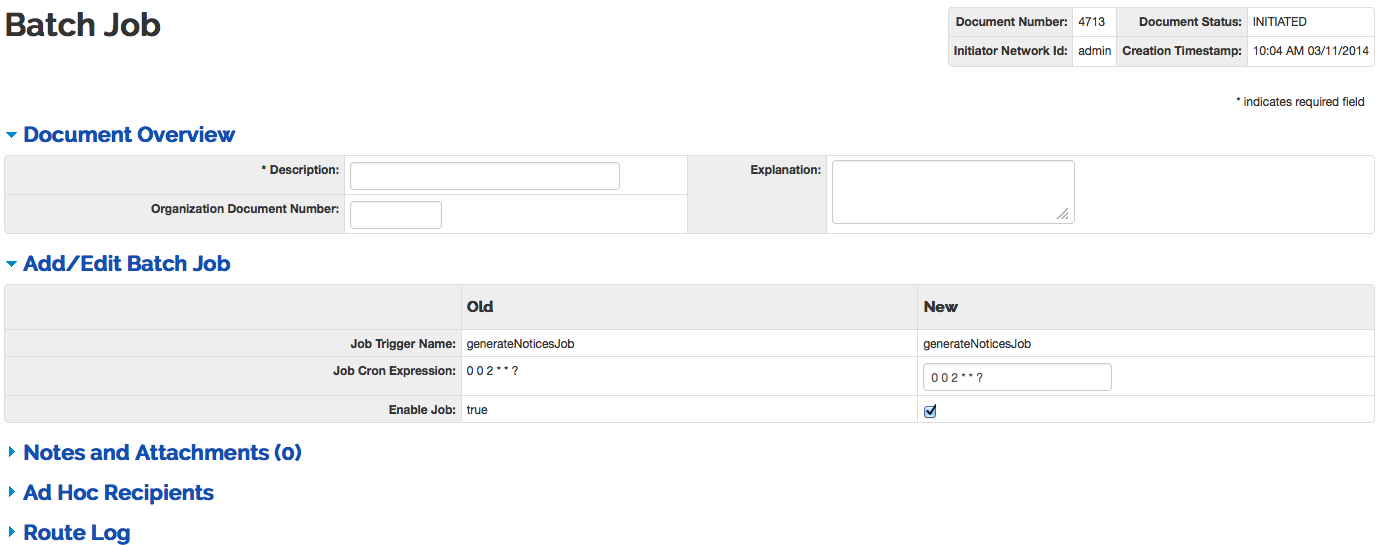 Batch Job
Document Number: 4713 Document Status: INITIATED
Initiator Network Id: admin Creation Timestamp: 10:04 AM 03/11/2014
* indicates required field
Document Overview
* Description: Explanation:
Organization Document Number:
Add/Edit Batch Job
Old New
Job Trigger Name: generateNoticesJob generateNoticesJob
Job Cron Expression: 0 0 2 * * ? 0 0 2 * * ?
Enable Job: true
Notes and Attachments (0)
Ad Hoc Recipients
Route Log